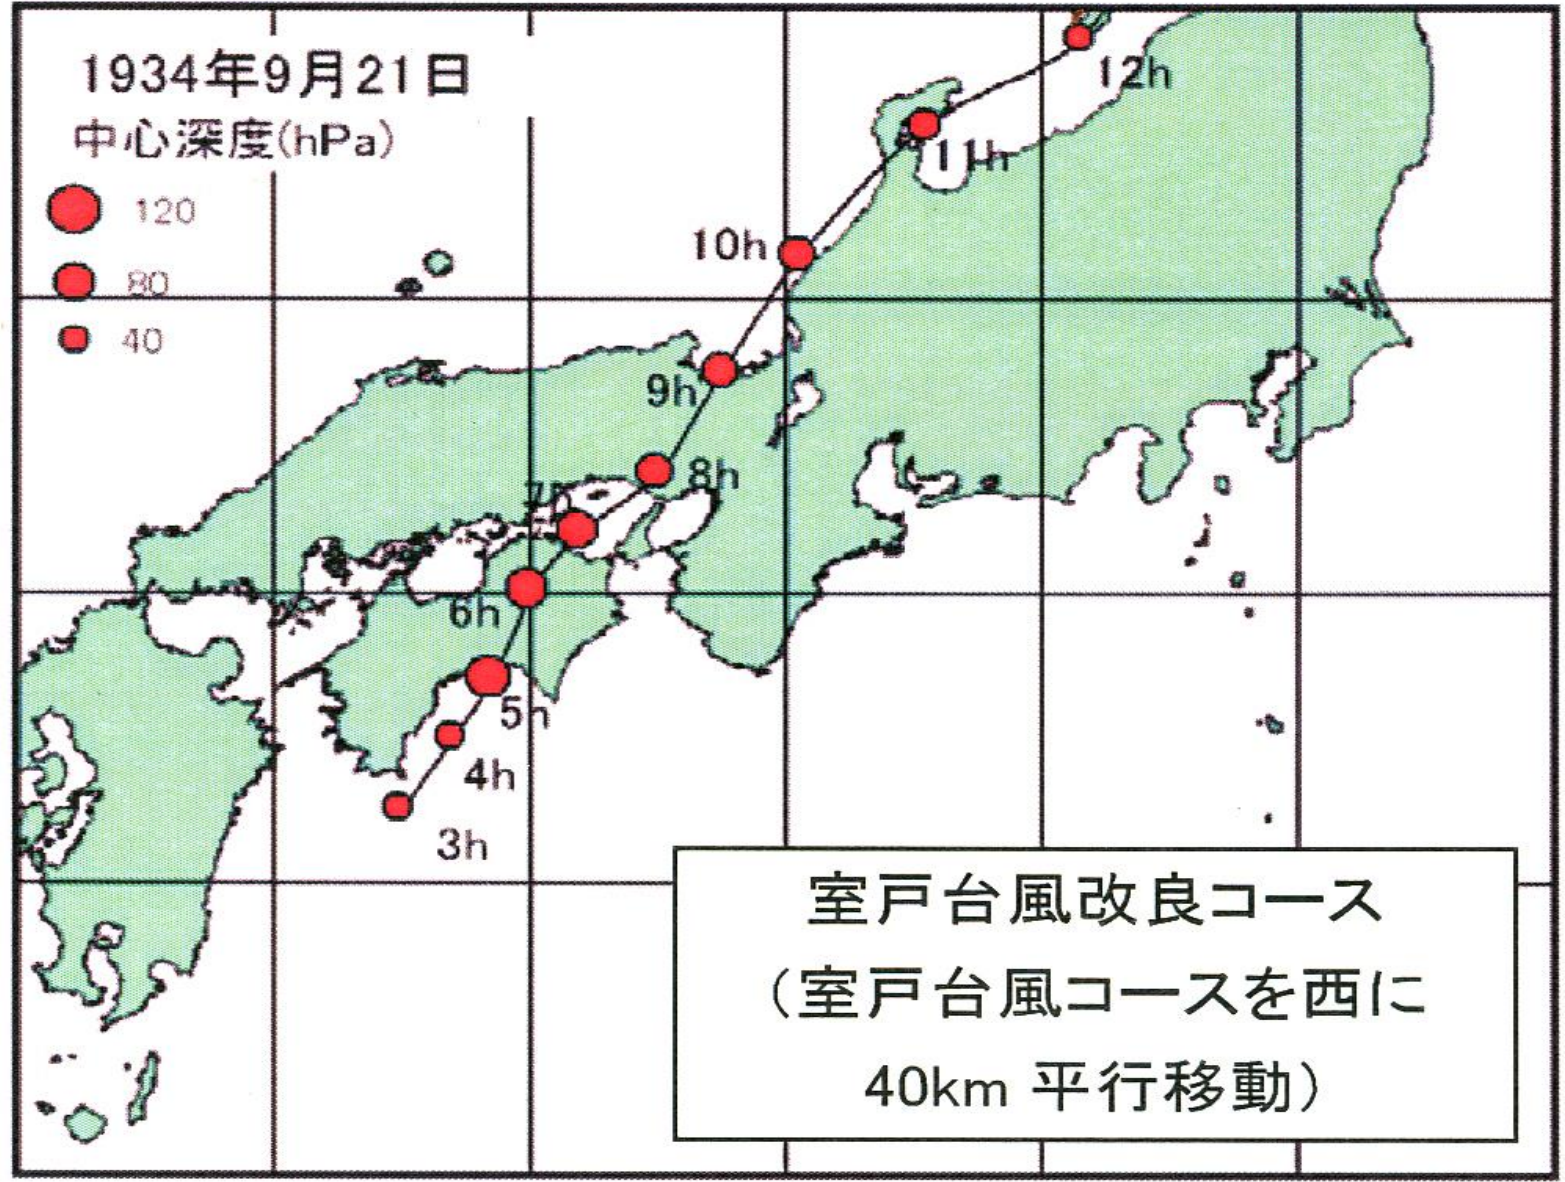 1934年9月21日
中心深度(hPa)
120
80
40
12h
11h
10h
9h
8h
6h
5h
4h
3h
室戸台風改良コース
（室戸台風コースを西に
40km 平行移動）